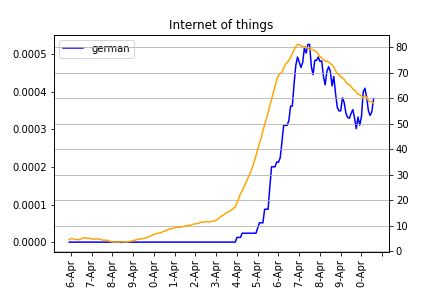 Internet of things
german
0.0005
0.0004
0.0003
0.0002
0.0001
0.0000
80
70
60
50
40
30
20
10
0
6-Apr
7-Apr
8-Apr
9-Apr
0-Apr
1-Apr
2-Apr
3-Apr
4-Apr
5-Apr
6-Apr
7-Apr
8-Apr
9-Apr
0-Apr